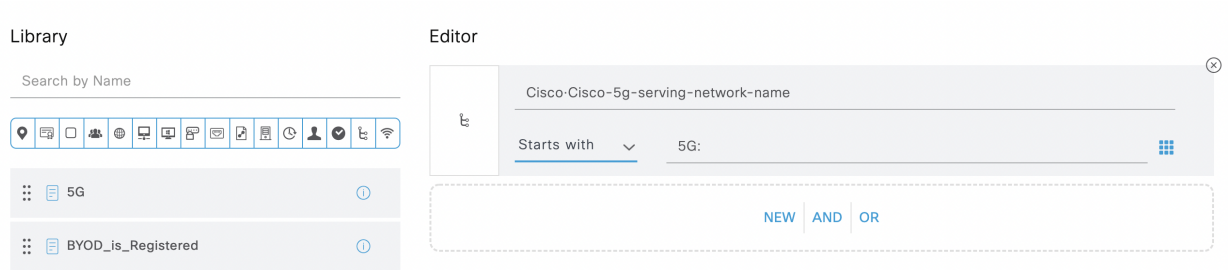 Library
Search by Name
5G
BYOD_is_Registered
Editor
Cisco·Cisco-5g-serving-network-name
Starts with
5G:
NEW
AND
OR